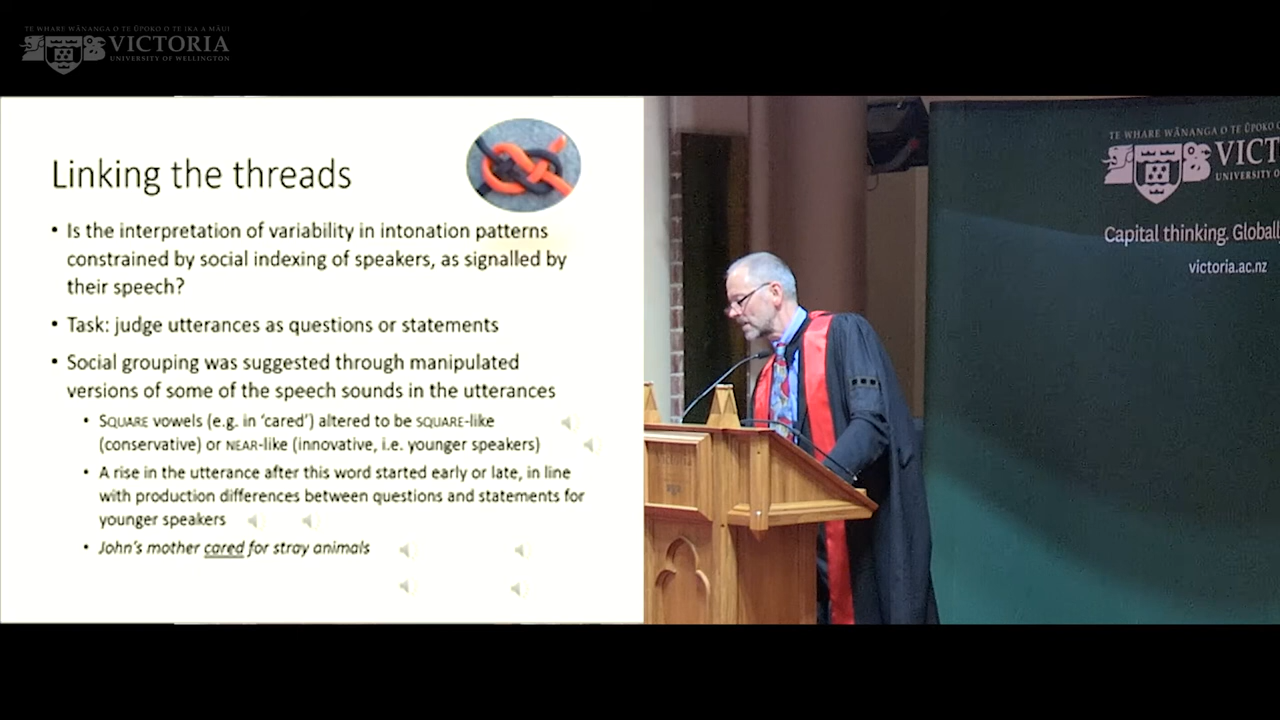 TE WHARE WĀNANGA O TE ŪPOKO O TE IKA A MĀUI
VICTORIA
UNIVERSITY OF WELLINGTON
Linking the threads
• Is the interpretation of variability in intonation patterns
constrained by social indexing of speakers, as signalled by
their speech?
• Task: judge utterances as questions or statements
• Social grouping was suggested through manipulated
versions of some of the speech sounds in the utterances
• SQUARE vowels (e.g. in ‘cared’) altered to be SQUARE-like
(conservative) or NEAR-like (innovative, i.e. younger speakers)
• A rise in the utterance after this word started early or late, in line
with production differences between questions and statements for
younger speakers
• John’s mother cared for stray animals
TE WHARE WĀNANGA O TE ŪPOKO O
VICT
UNIVERSITY O
Capital thinking. Globall
victoria.ac.nz